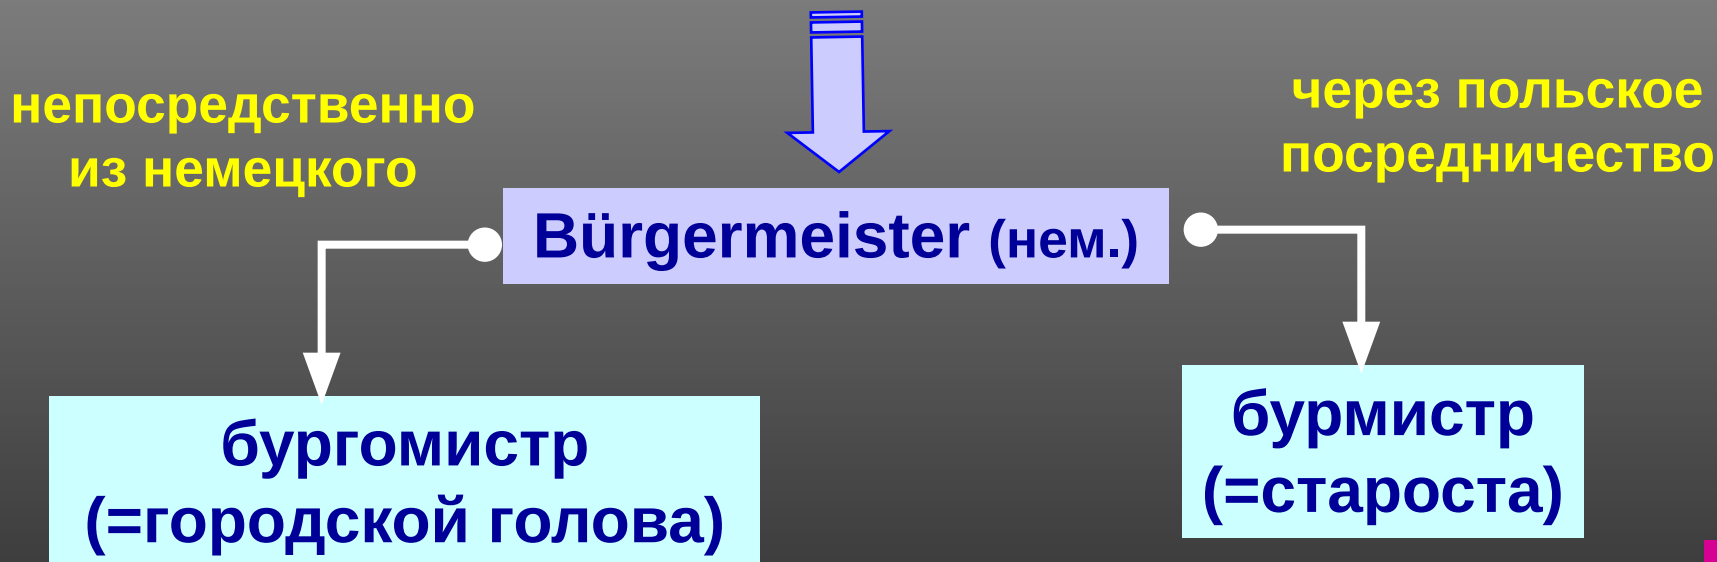 непосредственно
из немецкого
через польское
посредничество
Bürgermeister (нем.)
бургомистр
(=городской голова)
бурмистр
(=староста)